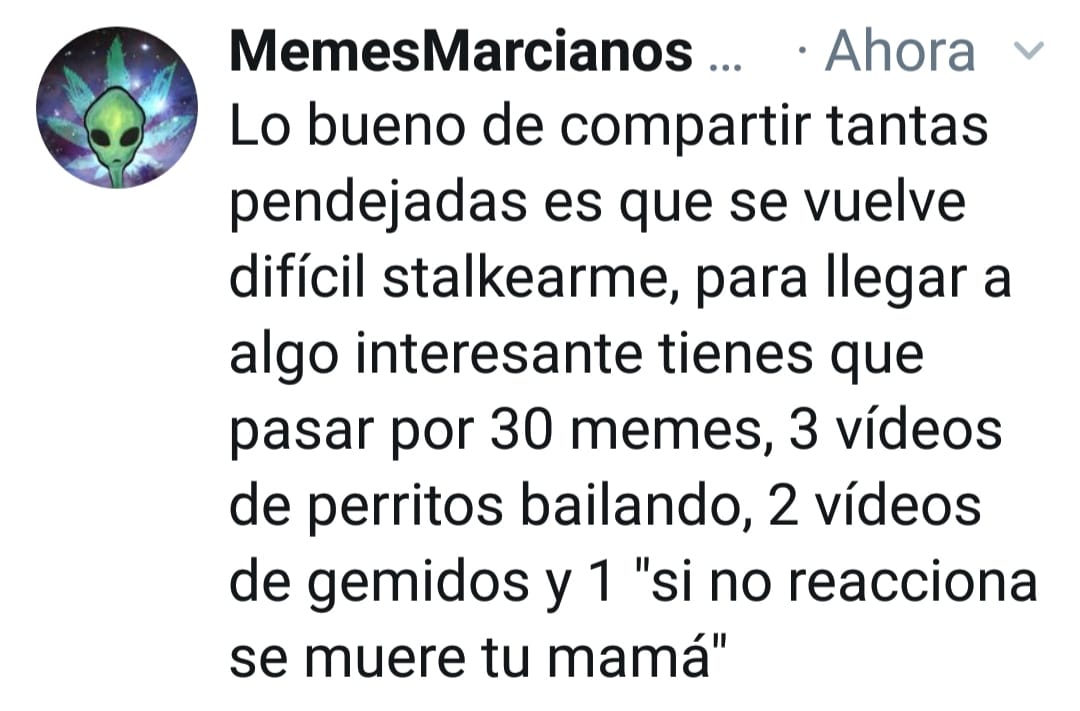 MemesMarcianos ... · Ahora
Lo bueno de compartir tantas
pendejadas es que se vuelve
difícil stalkearme, para llegar a
algo interesante tienes que
pasar por 30 memes, 3 vídeos
de perritos bailando, 2 vídeos
de gemidos y 1 "si no reacciona
se muere tu mamá"